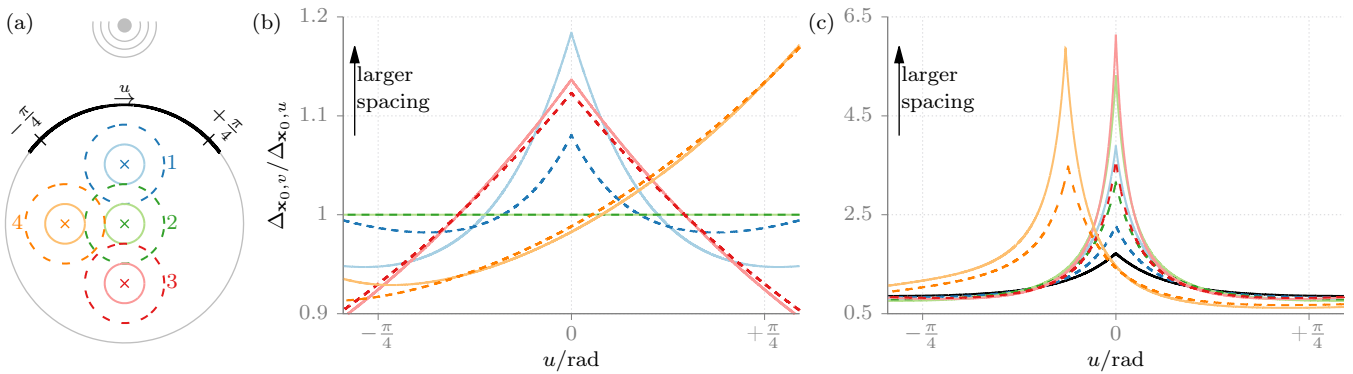 (a)
u
−π/4
+π/4
1
2
3
4
(b)
Δx₀,v/Δx₀,u
1.2
1.1
1
0.9
larger
spacing
−π/4
0
+π/4
u/rad
(c)
6.5
4.5
2.5
0.5
larger
spacing
−π/4
0
+π/4
u/rad